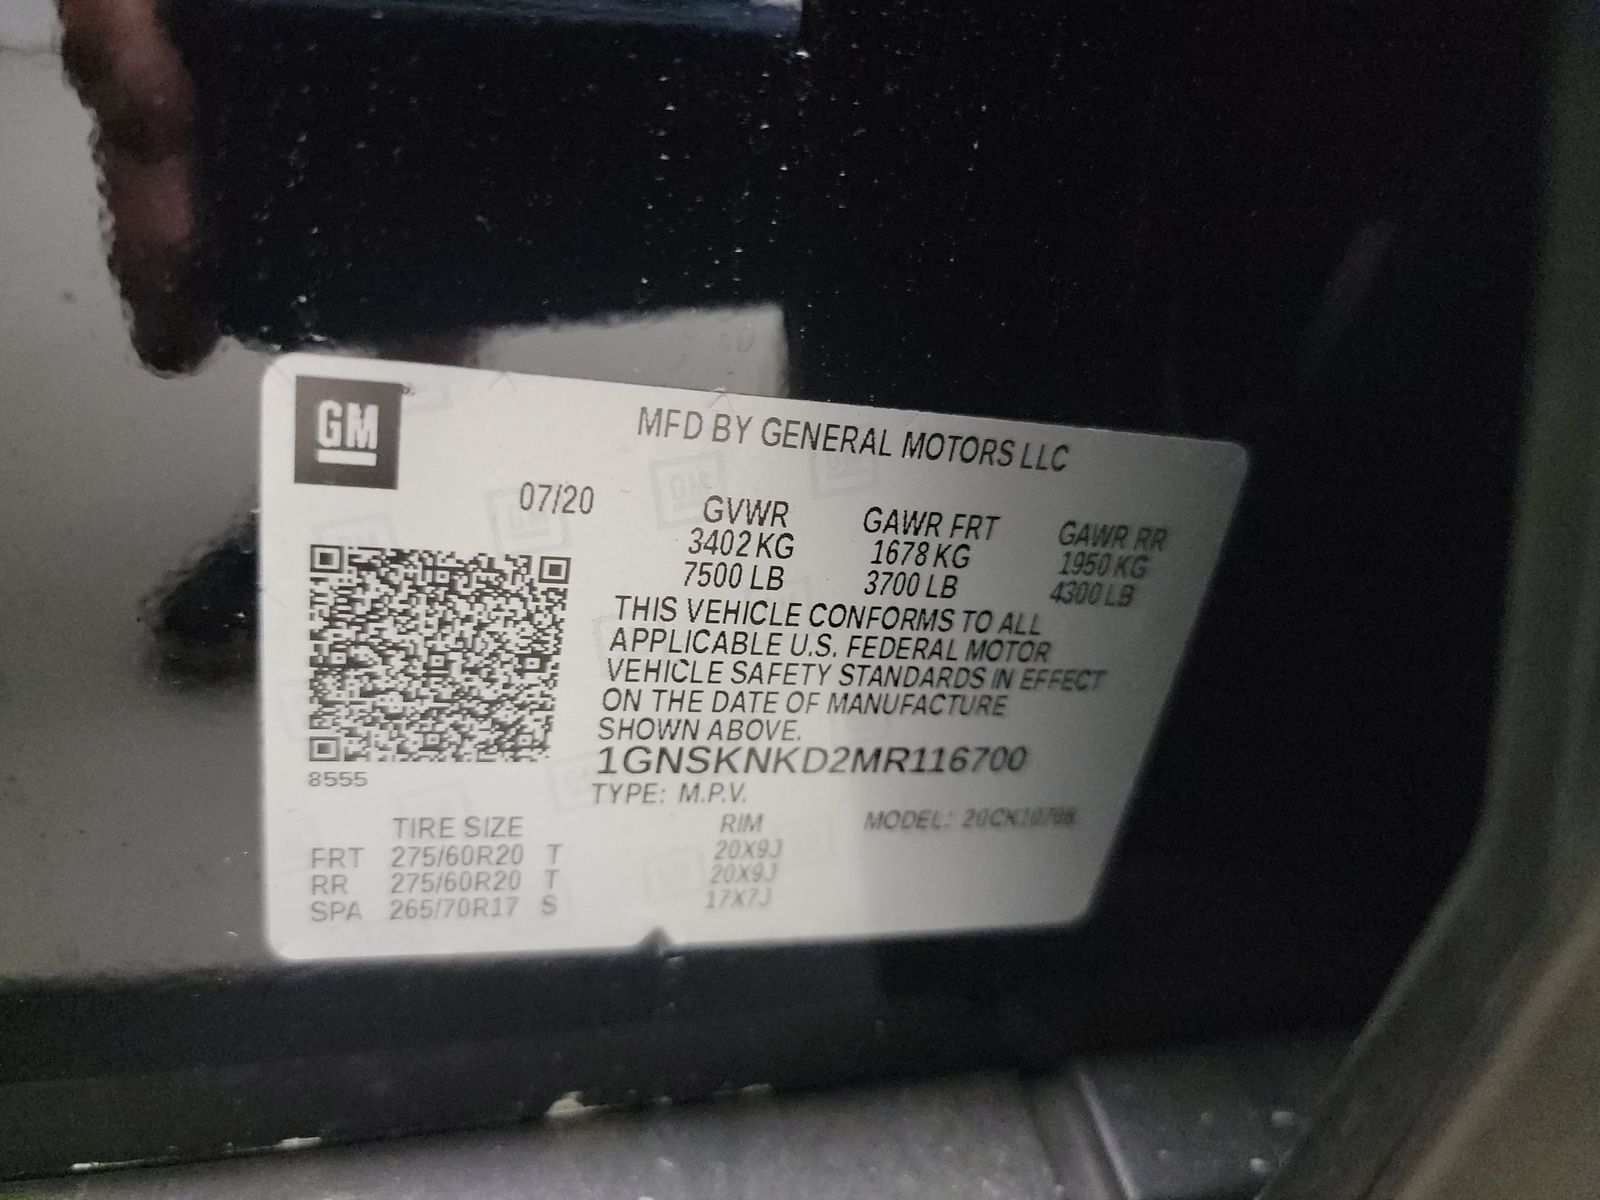 GM
MFD BY GENERAL MOTORS LLC
07/20
GVWR GAWR FRT GAWR RR
3402 KG 1678 KG 1950 KG
7500 LB 3700 LB 4300 LB
THIS VEHICLE CONFORMS TO ALL
APPLICABLE U.S. FEDERAL MOTOR
VEHICLE SAFETY STANDARDS IN EFFECT
ON THE DATE OF MANUFACTURE
SHOWN ABOVE.
1GNSKNKD2MR116700
8555
TYPE: M.P.V.
TIRE SIZE RIM MODEL:
FRT 275/60R20 T 20X9J
RR 275/60R20 T 20X9J
SPA 265/70R17 S 17X7J